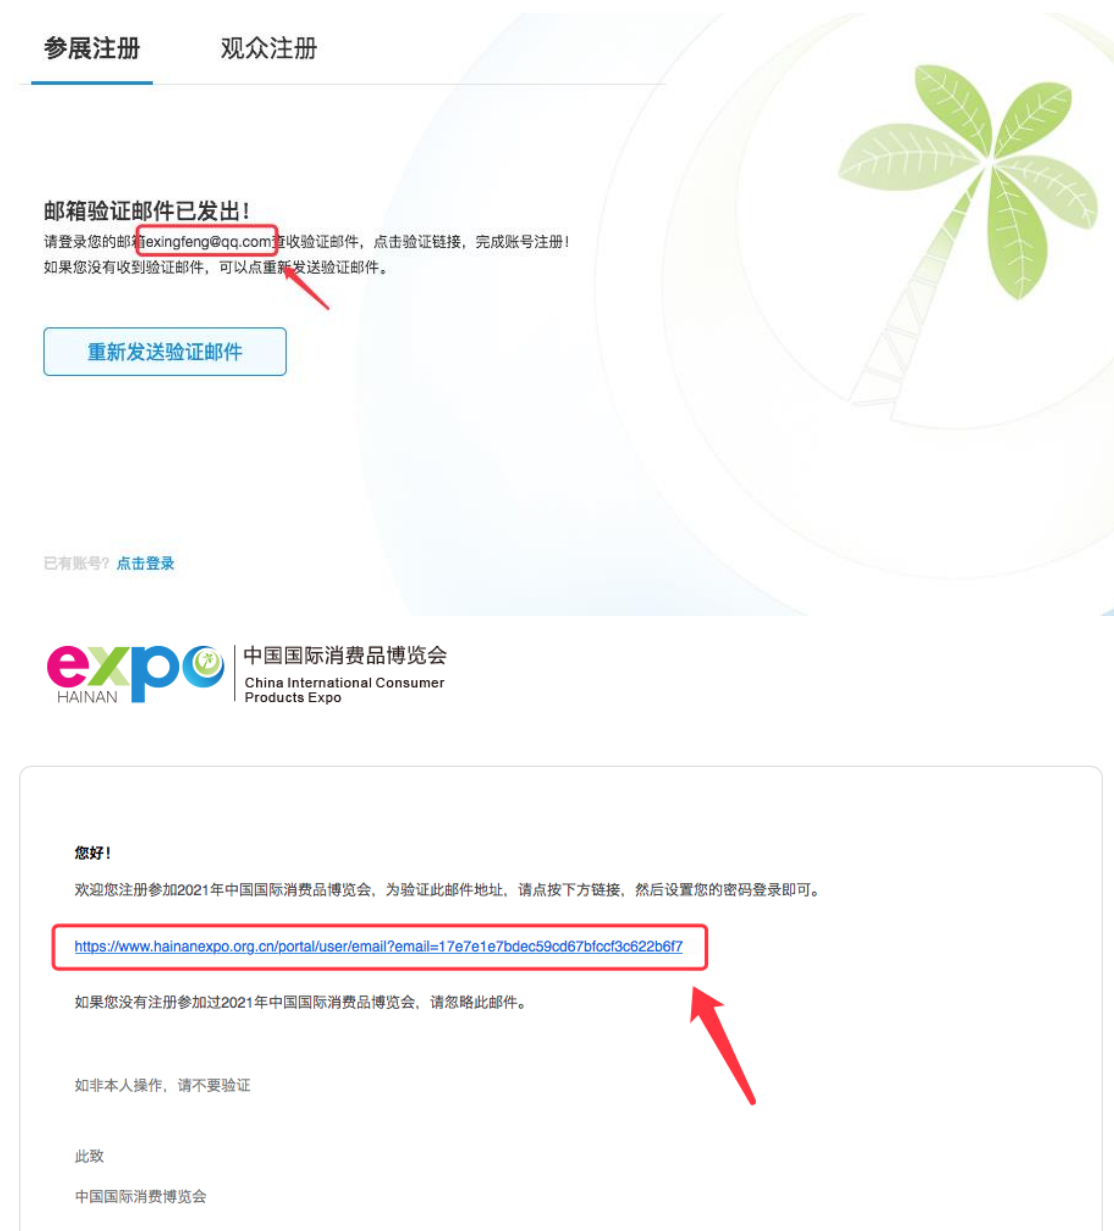 参展注册 观众注册
邮箱验证邮件已发出！
请登录您的邮箱exingfeng@qq.com查收验证邮件，点击验证链接，完成账号注册！
如果您没有收到验证邮件，可以点重新发送验证邮件。
重新发送验证邮件
已有账号？点击登录
expo
HAINAN
中国国际消费品博览会
China International Consumer
Products Expo
您好！
欢迎您注册参加2021年中国国际消费品博览会，为验证此邮件地址，请点按下方链接，然后设置您的密码登录即可。
https://www.hainanexpo.org.cn/portal/user/email?email=17e7e1e7bdec59cd67bfccf3c622b6f7
如果您没有注册参加过2021年中国国际消费品博览会，请忽略此邮件。
如非本人操作，请不要验证
此致
中国国际消费博览会